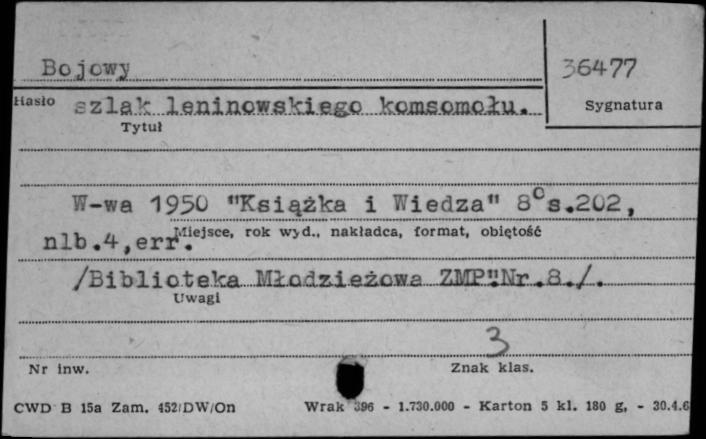 Bojowy
36477
Hasło szlak leninowskiego komsomołu.
Sygnatura
Tytuł
W-wa 1950 "Książka i Wiedza" 8° s.202,
Miejsce, rok wyd., nakładca, format, objętość
nlb.4,err.
/Biblioteka Młodzieżowa ZMP".Nr.8./.
Uwagi
3
Nr inw.
Znak klas.
CWD B 15a Zam. 452/DW/On
Wrak 396 - 1.730.000 - Karton 5 kl. 180 g, - 30.4.6